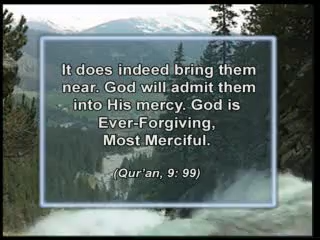 It does indeed bring them
near. God will admit them
into His mercy. God is
Ever-Forgiving,
Most Merciful.
(Qur'an, 9: 99)